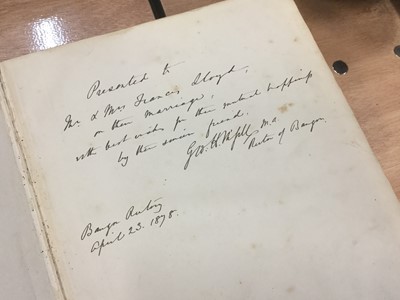 Presented to
Mr & Mrs Francis Lloyd,
on their marriage,
with best wishes for their mutual happiness
by their sincere friend.
M.A.
Rector of Bangor.
Bangor Rectory
April 23. 1878.